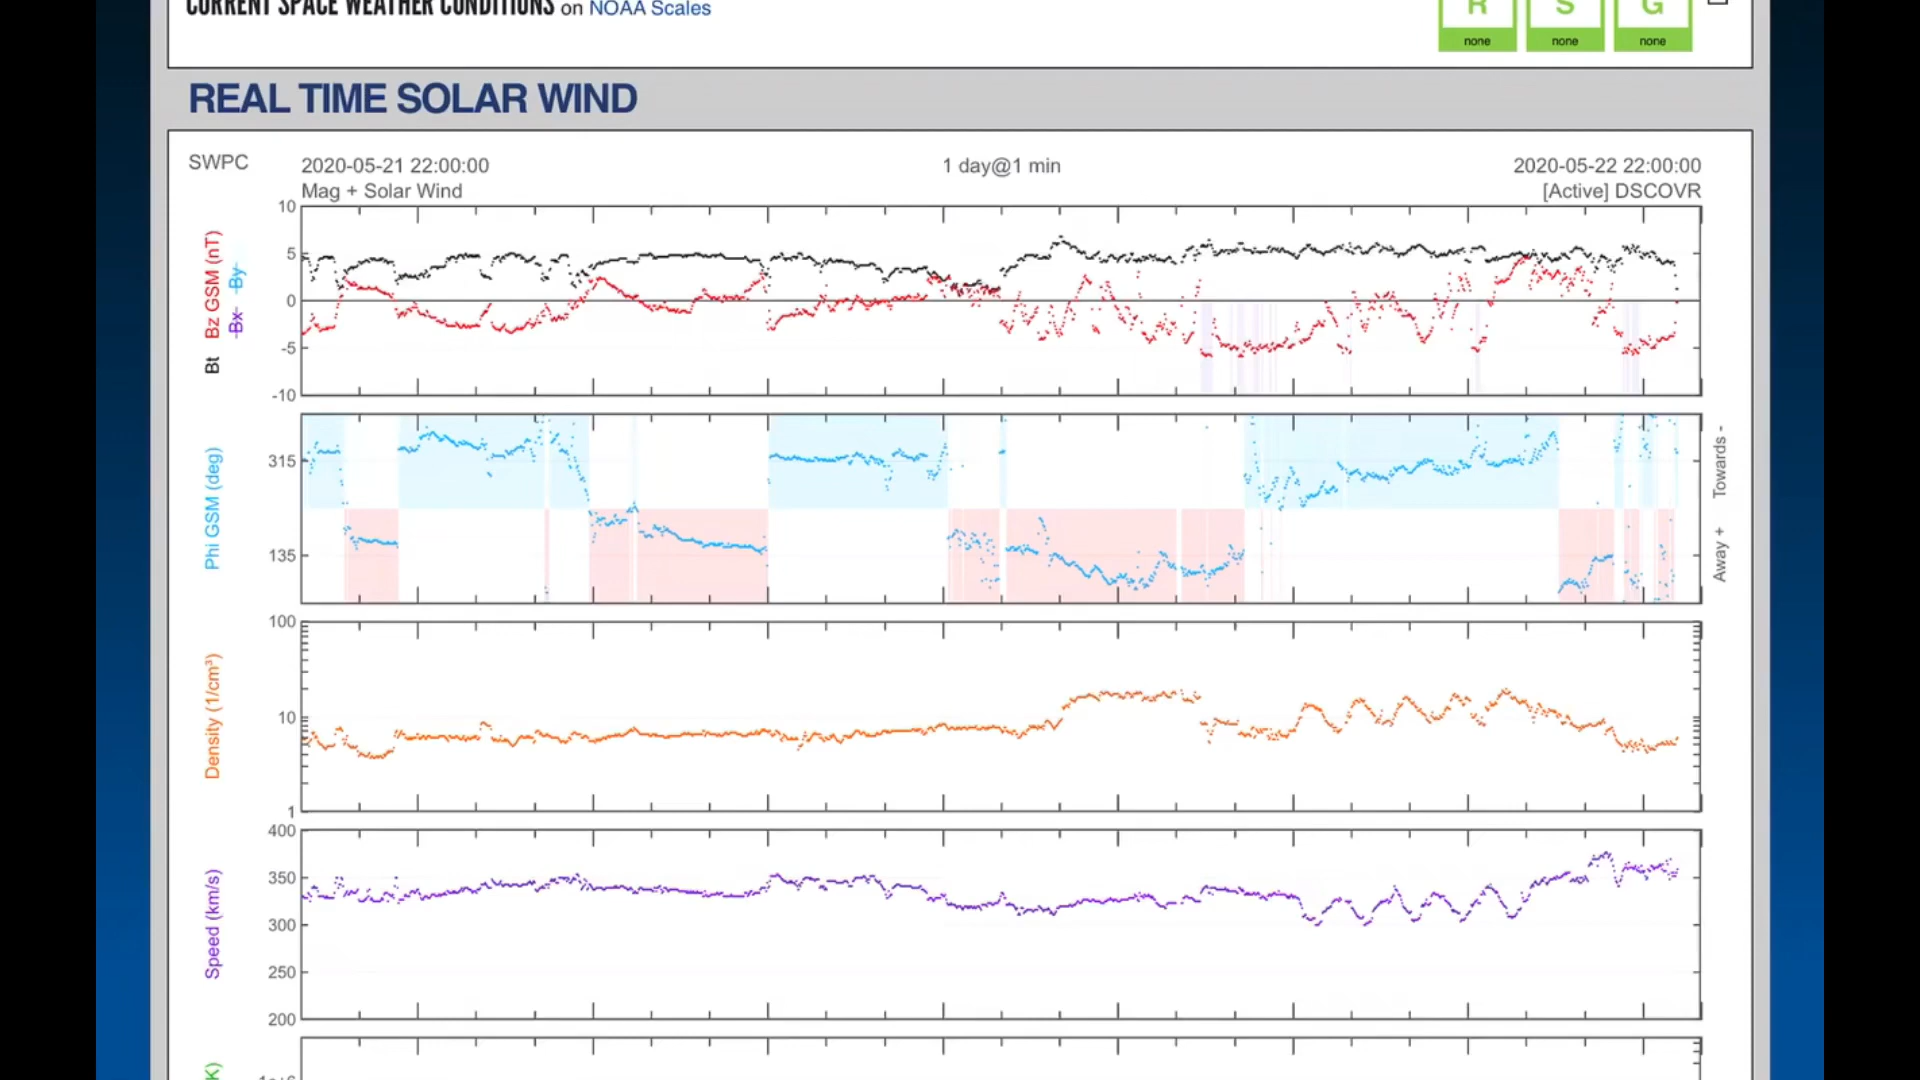 CURRENT SPACE WEATHER CONDITIONS on NOAA Scales
R S G
none none none
REAL TIME SOLAR WIND
SWPC
2020-05-21 22:00:00
1 day@1 min
2020-05-22 22:00:00
Mag + Solar Wind
[Active] DSCOVR
Bt Bz GSM (nT)
Bx By
10
5
0
-5
-10
Phi GSM (deg)
315
135
Towards -
Away +
Density (1/cm³)
100
10
1
Speed (km/s)
400
350
300
250
200
K)
1e+6